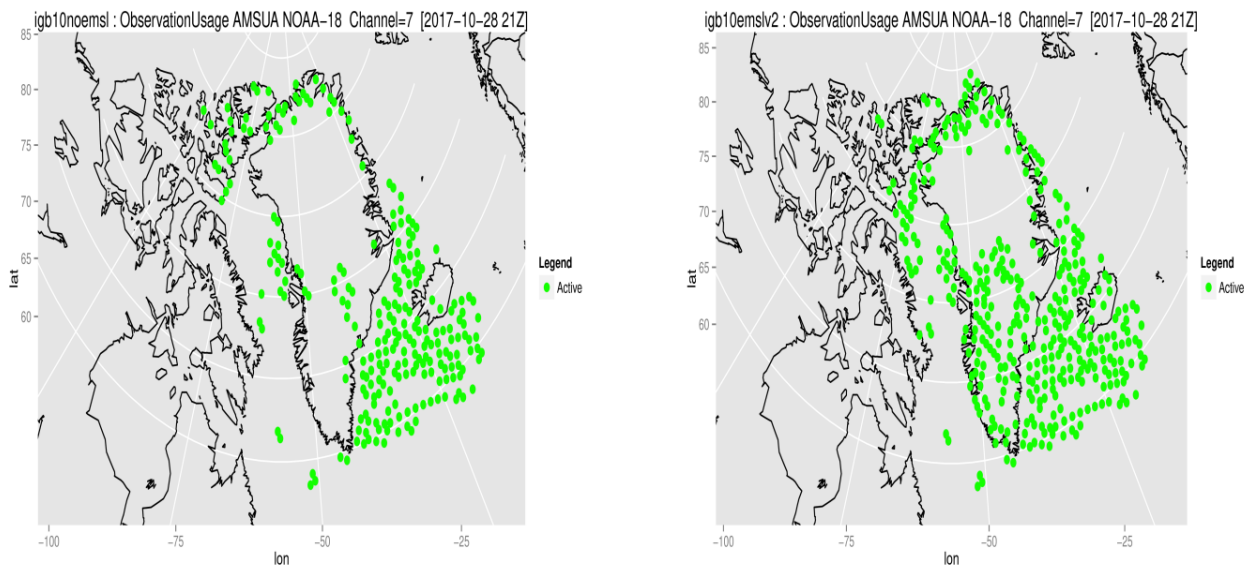 igb10noemsl : ObservationUsage AMSUA NOAA-18 Channel=7 [2017-10-28 21Z]
85
80
75
70
65
60
lat
-100
-75
-50
-25
lon
Legend
Active
igb10emslv2 : ObservationUsage AMSUA NOAA-18 Channel=7 [2017-10-28 21Z]
85
80
75
70
65
60
lat
-100
-75
-50
-25
lon
Legend
Active